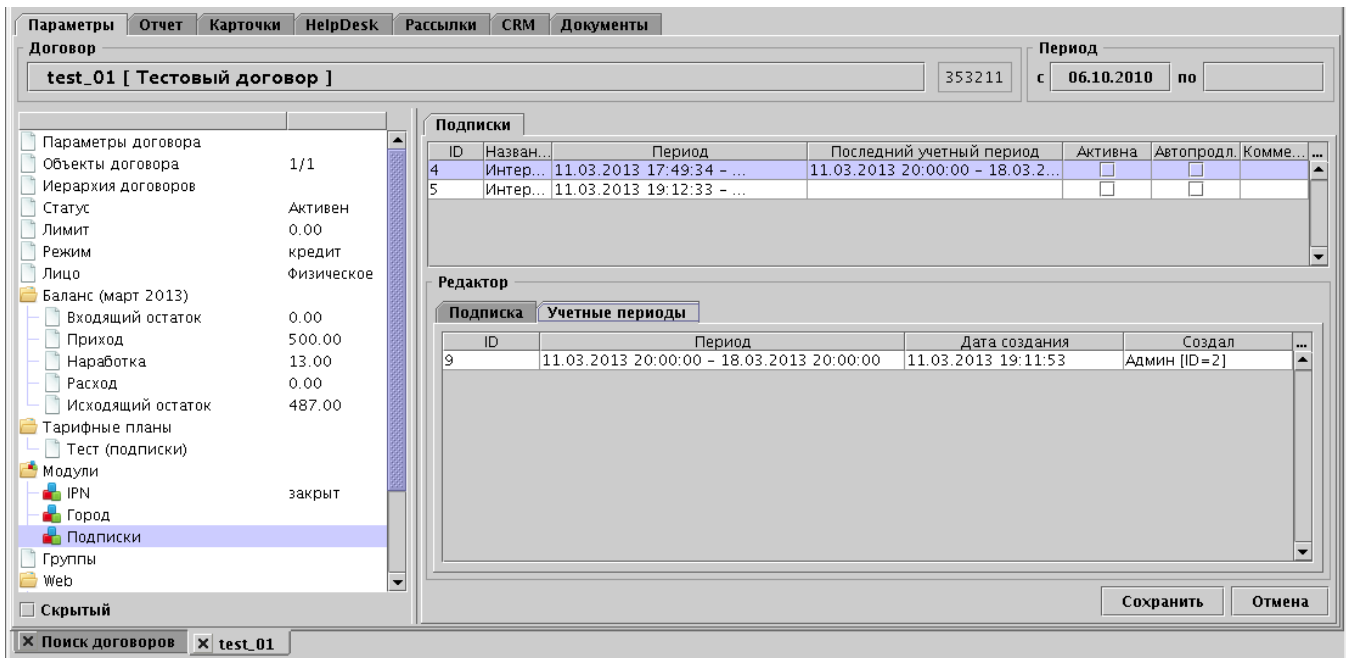 Параметры Отчет Карточки HelpDesk Рассылки CRM Документы
Договор
test_01 [ Тестовый договор ] 353211
Период
с 06.10.2010 по
Параметры договора
Объекты договора 1/1
Иерархия договоров
Статус Активен
Лимит 0.00
Режим кредит
Лицо Физическое
Баланс (март 2013)
Входящий остаток 0.00
Приход 500.00
Наработка 13.00
Расход 0.00
Исходящий остаток 487.00
Тарифные планы
Тест (подписки)
Модули
IPN закрыт
Город
Подписки
Группы
Web
Скрытый
Подписки
ID Назван... Период Последний учетный период Активна Автопродл. Комме... ...
4 Интер... 11.03.2013 17:49:34 – ... 11.03.2013 20:00:00 – 18.03.2...
5 Интер... 11.03.2013 19:12:33 – ...
Редактор
Подписка Учетные периоды
ID Период Дата создания Создал ...
9 11.03.2013 20:00:00 – 18.03.2013 20:00:00 11.03.2013 19:11:53 Админ [ID=2]
Сохранить Отмена
Поиск договоров test_01